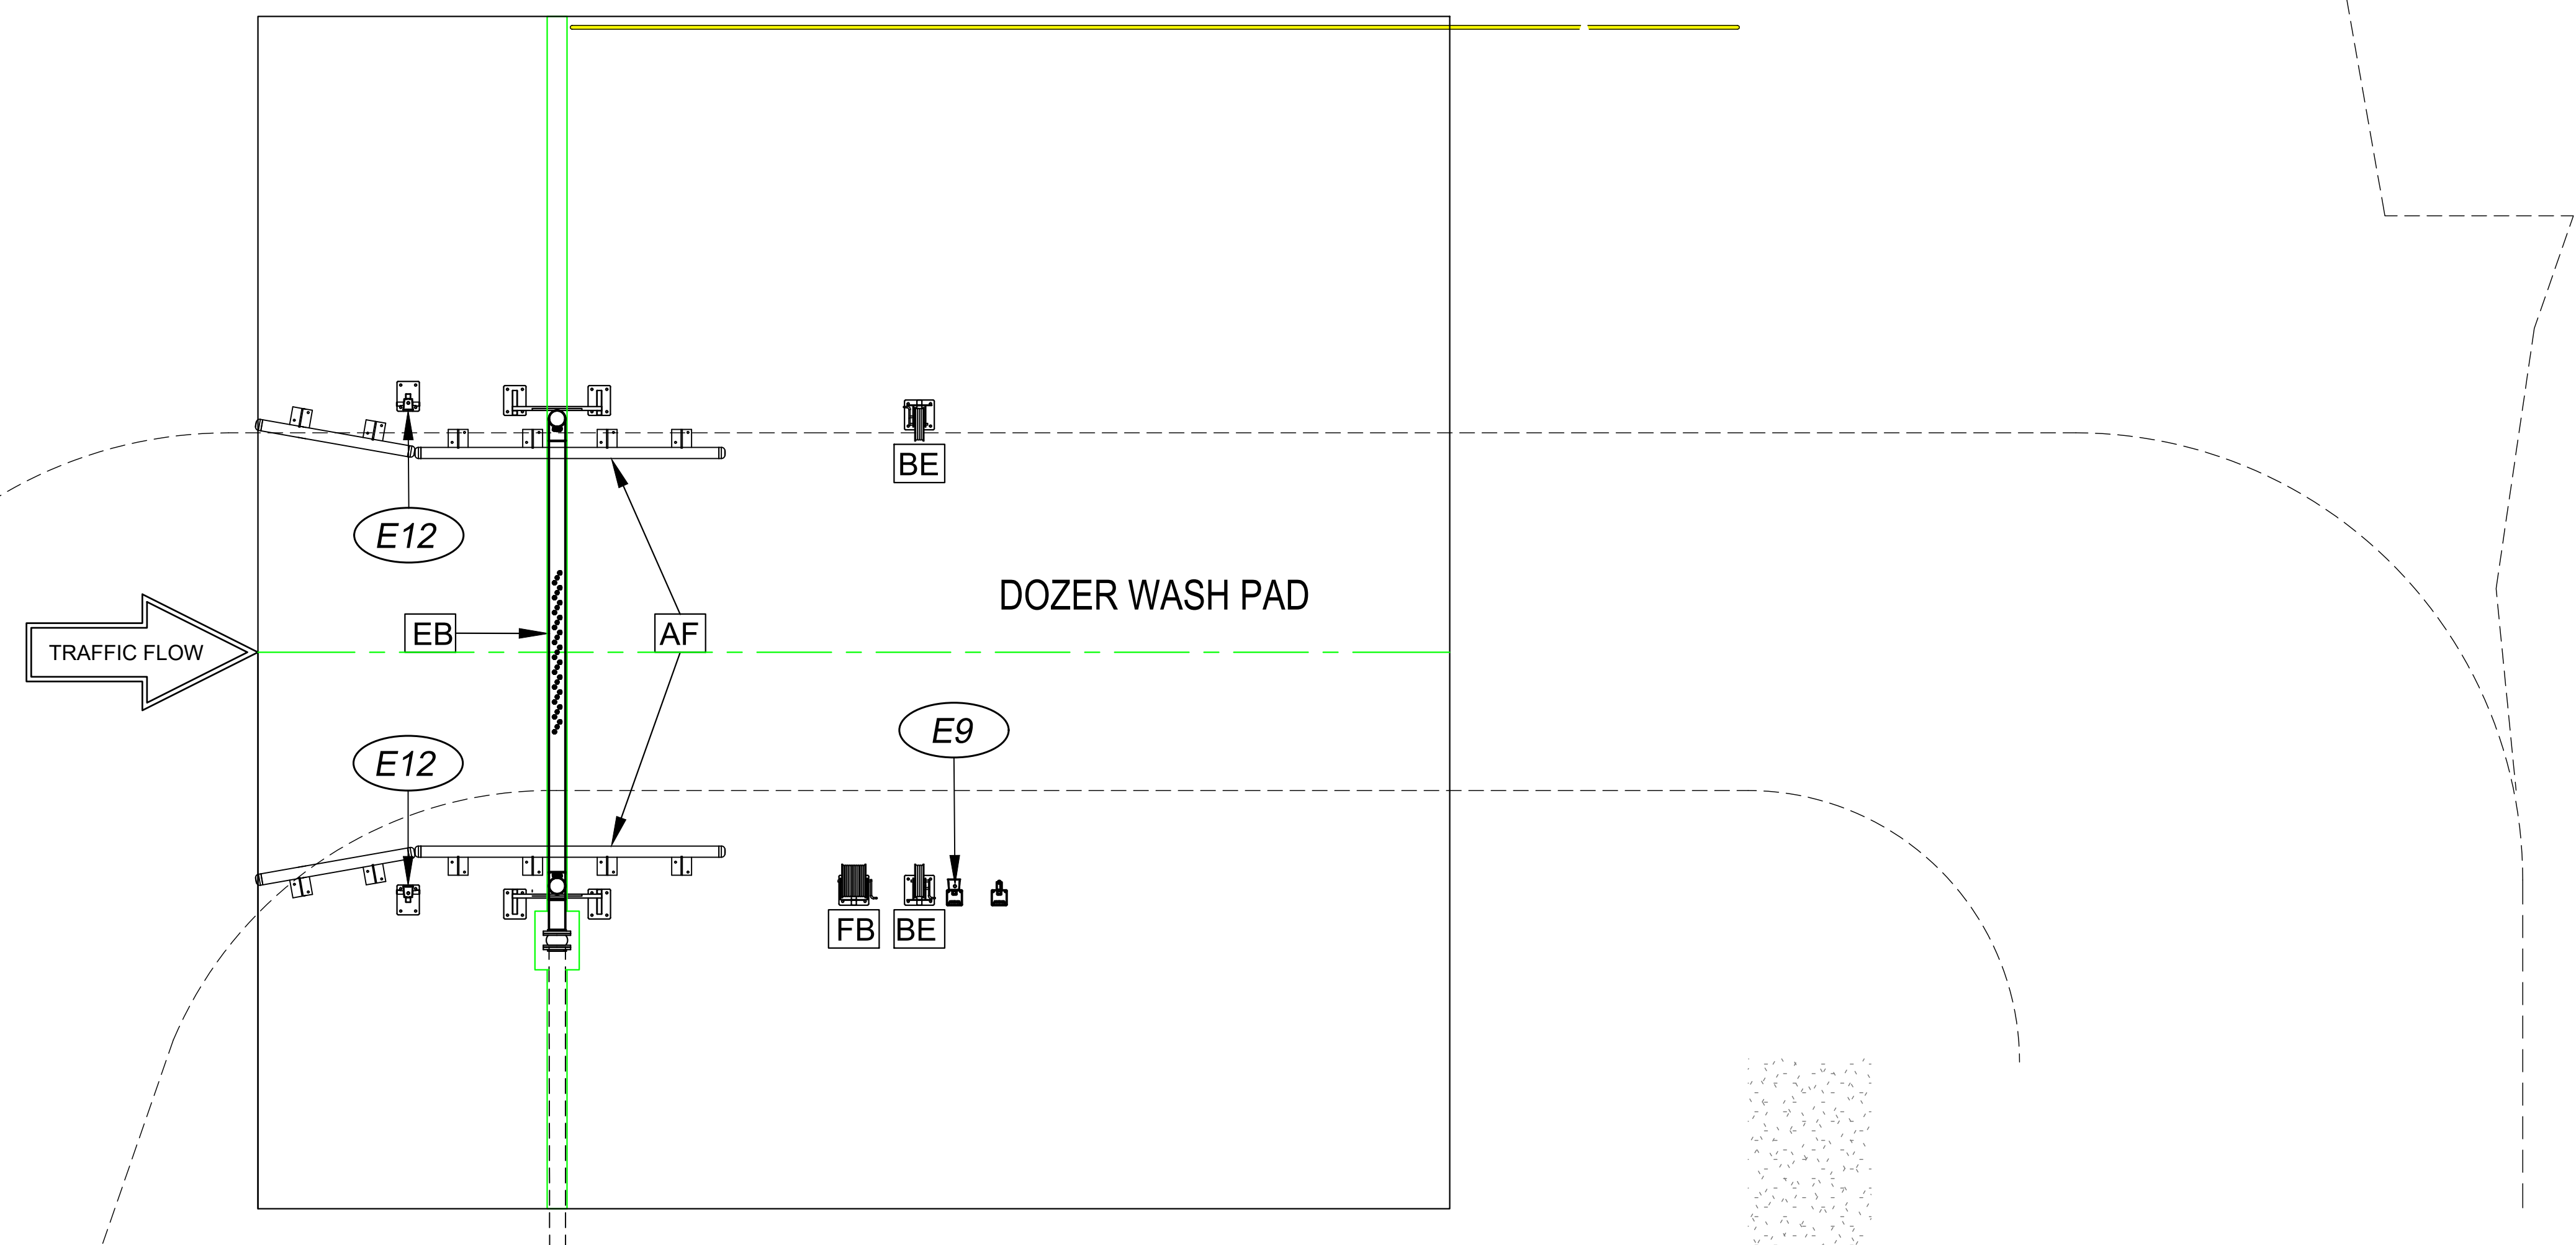 BE
E12
DOZER WASH PAD
TRAFFIC FLOW
EB
AF
E9
E12
FB
BE